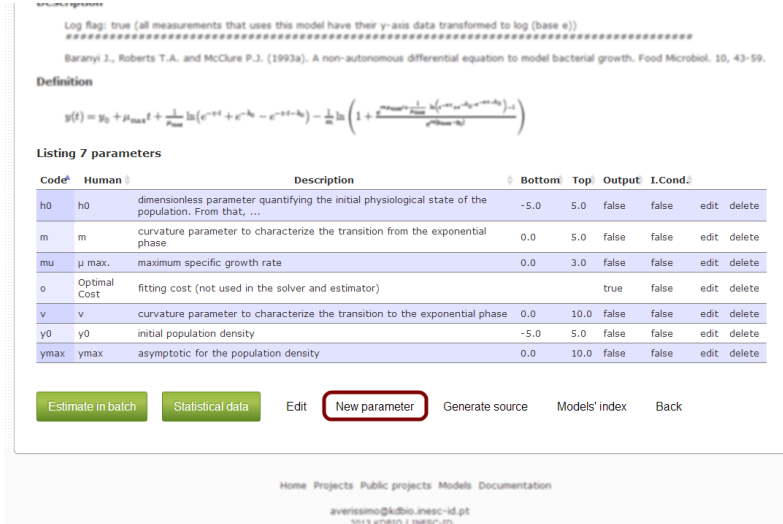 Description
Log flag: true (all measurements that uses this model have their y-axis data transformed to log (base e))
Baranyi J., Roberts T.A. and McClure P.J. (1993a). A non-autonomous differential equation to model bacterial growth. Food Microbiol. 10, 43-59.
Definition
Listing 7 parameters
Code Human Description Bottom Top Output I.Cond.
h0 h0 dimensionless parameter quantifying the initial physiological state of the population. From that, ... -5.0 5.0 false false edit delete
m m curvature parameter to characterize the transition from the exponential phase 0.0 5.0 false false edit delete
mu μ max. maximum specific growth rate 0.0 3.0 false false edit delete
o Optimal Cost fitting cost (not used in the solver and estimator) true false edit delete
v v curvature parameter to characterize the transition to the exponential phase 0.0 10.0 false false edit delete
y0 y0 initial population density -5.0 5.0 false false edit delete
ymax ymax asymptotic for the population density 0.0 10.0 false false edit delete
Estimate in batch Statistical data Edit New parameter Generate source Models' index Back
Home Projects Public projects Models Documentation
averissimo@kdbio.inesc-id.pt
2013 KDBIO | INESC-ID